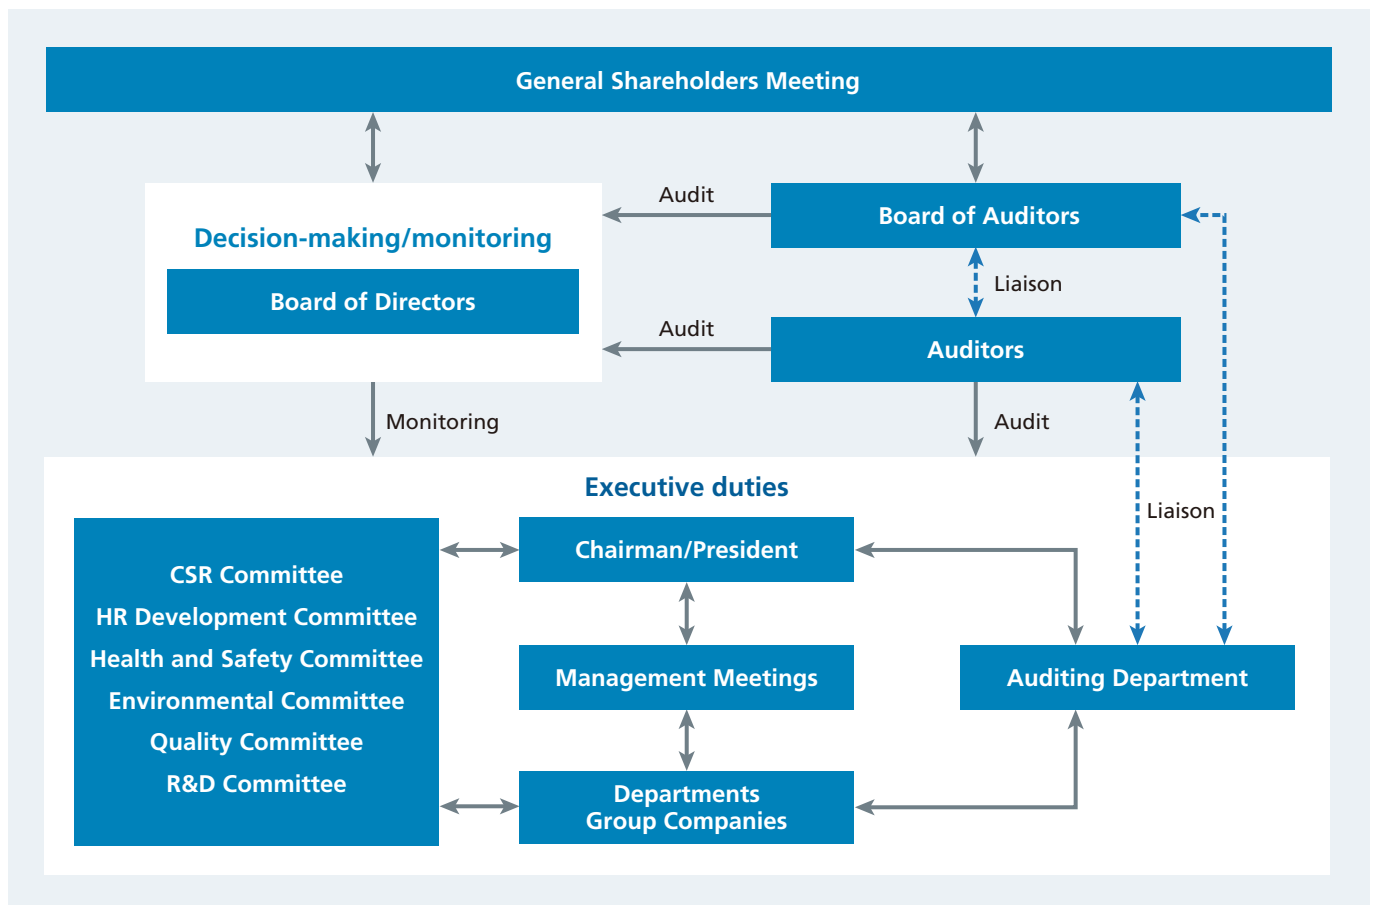 General Shareholders Meeting
Audit
Board of Auditors
Decision-making/monitoring
Liaison
Board of Directors
Audit
Auditors
Monitoring
Audit
Executive duties
Liaison
Chairman/President
CSR Committee
HR Development Committee
Health and Safety Committee
Environmental Committee
Quality Committee
R&D Committee
Management Meetings
Auditing Department
Departments
Group Companies